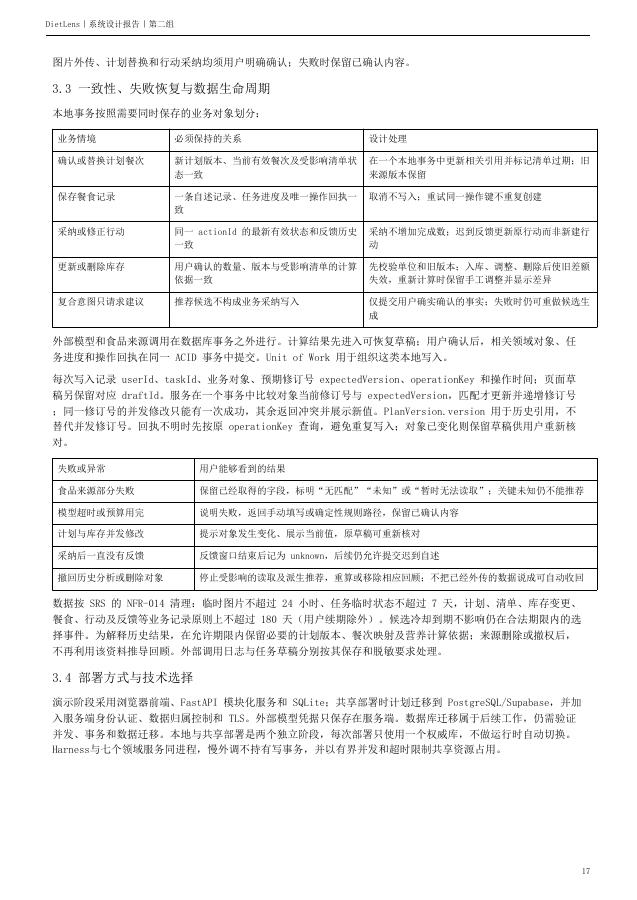 DietLens｜系统设计报告｜第二组
图片外传、计划替换和行动采纳均须用户明确确认；失败时保留已确认内容。
3.3 一致性、失败恢复与数据生命周期
本地事务按照需要同时保存的业务对象划分：
业务情境 必须保持的关系 设计处理
确认或替换计划餐次 新计划版本、当前有效餐次及受影响清单状态一致 在一个本地事务中更新相关引用并标记清单过期；旧来源版本保留
保存餐食记录 一条自述记录、任务进度及唯一操作回执一致 取消不写入；重试同一操作键不重复创建
采纳或修正行动 同一 actionId 的最新有效状态和反馈历史一致 采纳不增加完成数；迟到反馈更新原行动而非新建行动
更新或删除库存 用户确认的数量、版本与受影响清单的计算依据一致 先校验单位和旧版本；入库、调整、删除后使旧差额失效，重新计算时保留手工调整并显示差异
复合意图只请求建议 推荐候选不构成业务采纳写入 仅提交用户确实确认的事实；失败时仍可重做候选生成
外部模型和食品来源调用在数据库事务之外进行。计算结果先进入可恢复草稿；用户确认后，相关领域对象、任
务进度和操作回执在同一 ACID 事务中提交。Unit of Work 用于组织这类本地写入。
每次写入记录 userId、taskId、业务对象、预期修订号 expectedVersion、operationKey 和操作时间；页面草
稿另保留对应 draftId。服务在一个事务中比较对象当前修订号与 expectedVersion，匹配才更新并递增修订号
；同一修订号的并发修改只能有一次成功，其余返回冲突并展示新值。PlanVersion.version 用于历史引用，不
替代并发修订号。回执不明时先按原 operationKey 查询，避免重复写入；对象已变化则保留草稿供用户重新核
对。
失败或异常 用户能够看到的结果
食品来源部分失败 保留已经取得的字段，标明“无匹配”“未知”或“暂时无法读取”；关键未知仍不能推荐
模型超时或预算用完 说明失败，返回手动填写或确定性规则路径，保留已确认内容
计划与库存并发修改 提示对象发生变化、展示当前值，原草稿可重新核对
采纳后一直没有反馈 反馈窗口结束后记为 unknown，后续仍允许提交迟到自述
撤回历史分析或删除对象 停止受影响的读取及派生推荐，重算或移除相应回顾；不把已经外传的数据说成可自动收回
数据按 SRS 的 NFR-014 清理：临时图片不超过 24 小时、任务临时状态不超过 7 天，计划、清单、库存变更、
餐食、行动及反馈等业务记录原则上不超过 180 天（用户续期除外）。候选冷却到期不影响仍在合法期限内的选
择事件。为解释历史结果，在允许期限内保留必要的计划版本、餐次映射及营养计算依据；来源删除或撤权后，
不再利用该资料推导回顾。外部调用日志与任务草稿分别按其保存和脱敏要求处理。
3.4 部署方式与技术选择
演示阶段采用浏览器前端、FastAPI 模块化服务和 SQLite；共享部署时计划迁移到 PostgreSQL/Supabase，并加
入服务端身份认证、数据归属控制和 TLS。外部模型凭据只保存在服务端。数据库迁移属于后续工作，仍需验证
并发、事务和数据迁移。本地与共享部署是两个独立阶段，每次部署只使用一个权威库，不做运行时自动切换。
Harness与七个领域服务同进程，慢外调不持有写事务，并以有界并发和超时限制共享资源占用。
17